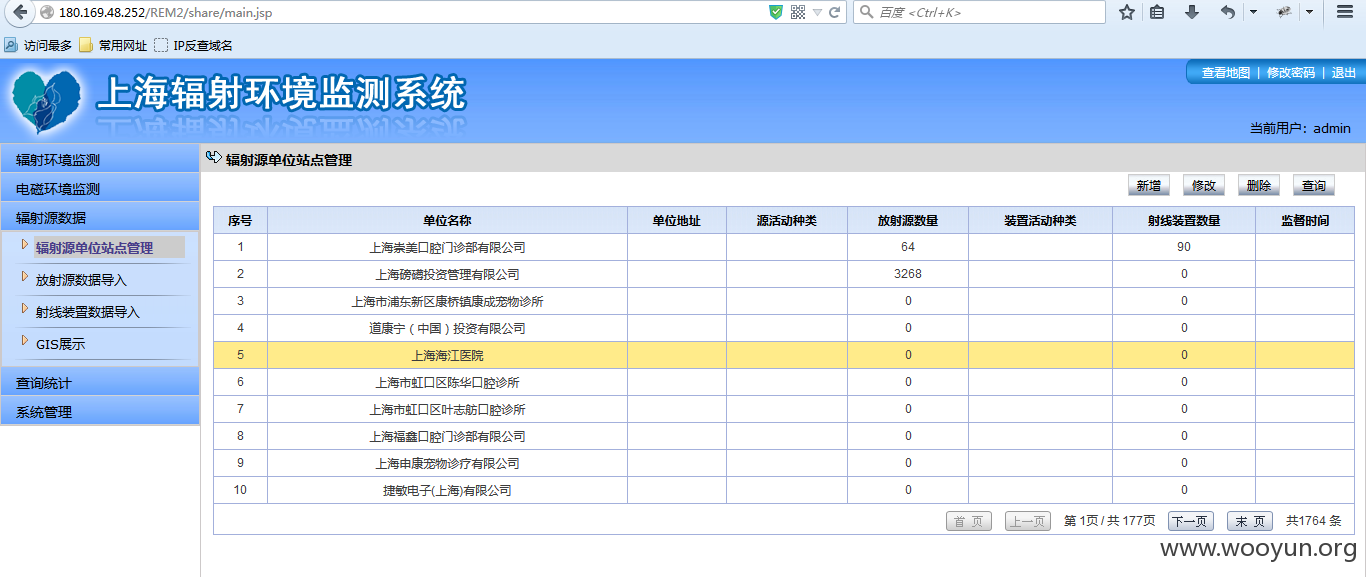 180.169.48.252/REM2/share/main.jsp
百度 <Ctrl+K>
访问最多 常用网址 IP反查域名
上海辐射环境监测系统
查看地图 | 修改密码 | 退出
当前用户：admin
辐射环境监测
电磁环境监测
辐射源数据
辐射源单位站点管理
放射源数据导入
射线装置数据导入
GIS展示
查询统计
系统管理
辐射源单位站点管理
新增 修改 删除 查询
序号 单位名称 单位地址 源活动种类 放射源数量 装置活动种类 射线装置数量 监督时间
1 上海崇美口腔门诊部有限公司 64 90
2 上海磅礴投资管理有限公司 3268 0
3 上海市浦东新区康桥镇康成宠物诊所 0 0
4 道康宁（中国）投资有限公司 0 0
5 上海海江医院 0 0
6 上海市虹口区陈华口腔诊所 0 0
7 上海市虹口区叶志舫口腔诊所 0 0
8 上海福鑫口腔门诊部有限公司 0 0
9 上海申康宠物诊疗有限公司 0 0
10 捷敏电子(上海)有限公司 0 0
首 页 上一页 第 1页 / 共 177页 下一页 末 页 共1764 条
www.wooyun.org